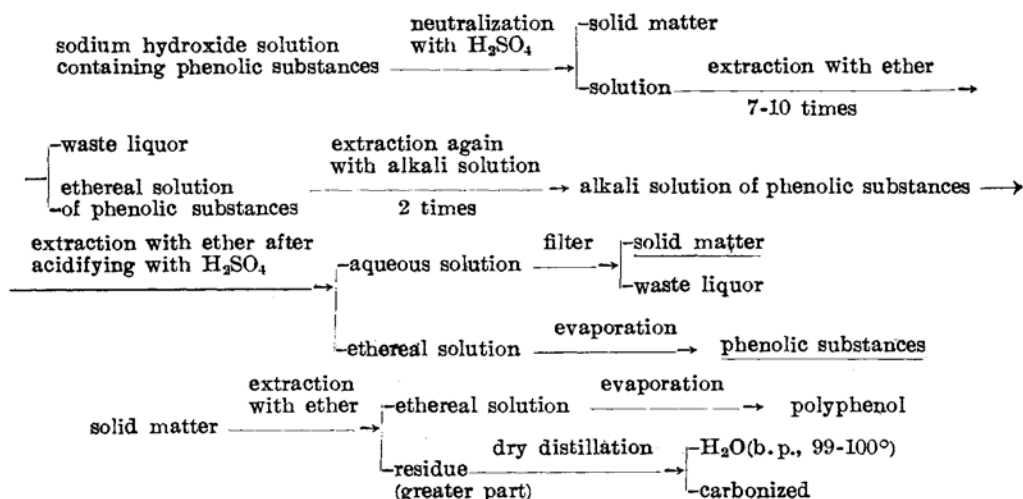 neutralization
with H₂SO₄
sodium hydroxide solution
containing phenolic substances
solid matter
solution
extraction with ether
7-10 times
waste liquor
ethereal solution
of phenolic substances
extraction again
with alkali solution
2 times
alkali solution of phenolic substances
extraction with ether after
acidifying with H₂SO₄
aqueous solution
filter
solid matter
waste liquor
ethereal solution
evaporation
phenolic substances
solid matter
extraction
with ether
ethereal solution
evaporation
polyphenol
residue
(greater part)
dry distillation
H₂O(b.p., 99-100°)
carbonized